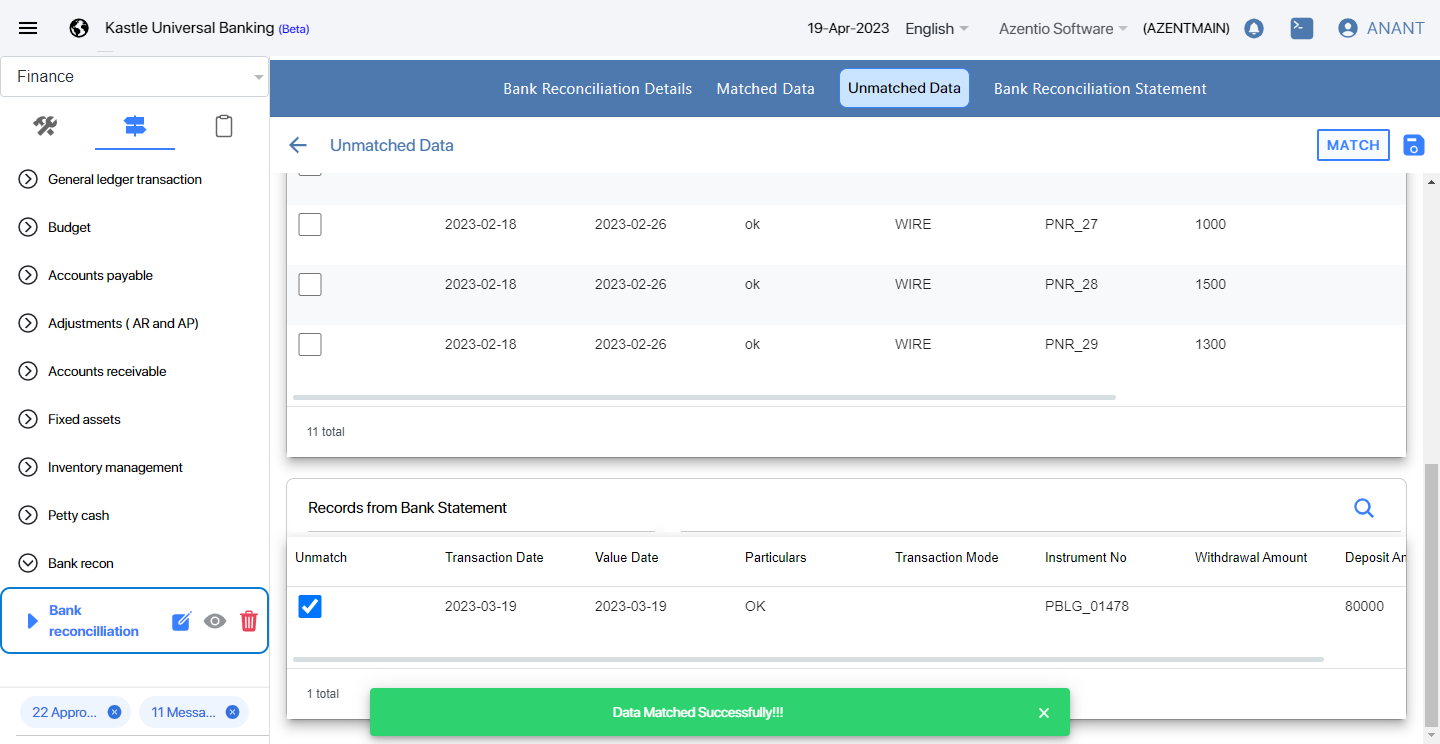 Kastle Universal Banking (Beta)
19-Apr-2023 English Azentio Software (AZENTMAIN) ANANT
Finance
Bank Reconciliation Details Matched Data Unmatched Data Bank Reconciliation Statement
Unmatched Data MATCH
General ledger transaction
Budget
Accounts payable
Adjustments ( AR and AP)
Accounts receivable
Fixed assets
Inventory management
Petty cash
Bank recon
Bank
reconcilliation
22 Appro... 11 Messa...
2023-02-18 2023-02-26 ok WIRE PNR_27 1000
2023-02-18 2023-02-26 ok WIRE PNR_28 1500
2023-02-18 2023-02-26 ok WIRE PNR_29 1300
11 total
Records from Bank Statement
Unmatch Transaction Date Value Date Particulars Transaction Mode Instrument No Withdrawal Amount Deposit Am
2023-03-19 2023-03-19 OK PBLG_01478 80000
1 total
Data Matched Successfully!!!